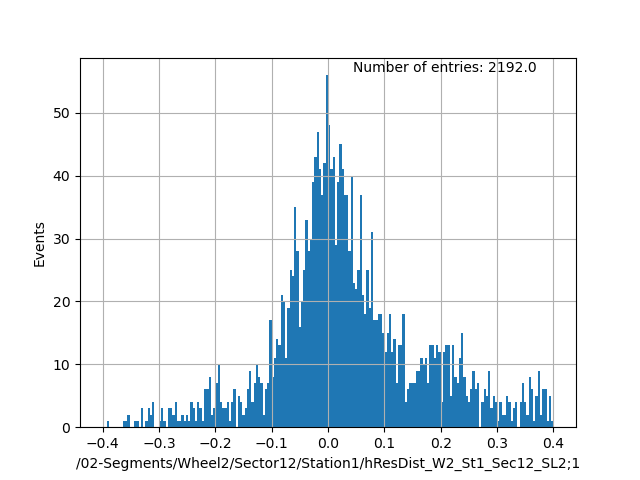 Number of entries: 2192.0
Events
50
40
30
20
10
0
−0.4 −0.3 −0.2 −0.1 0.0 0.1 0.2 0.3 0.4
/02-Segments/Wheel2/Sector12/Station1/hResDist_W2_St1_Sec12_SL2;1